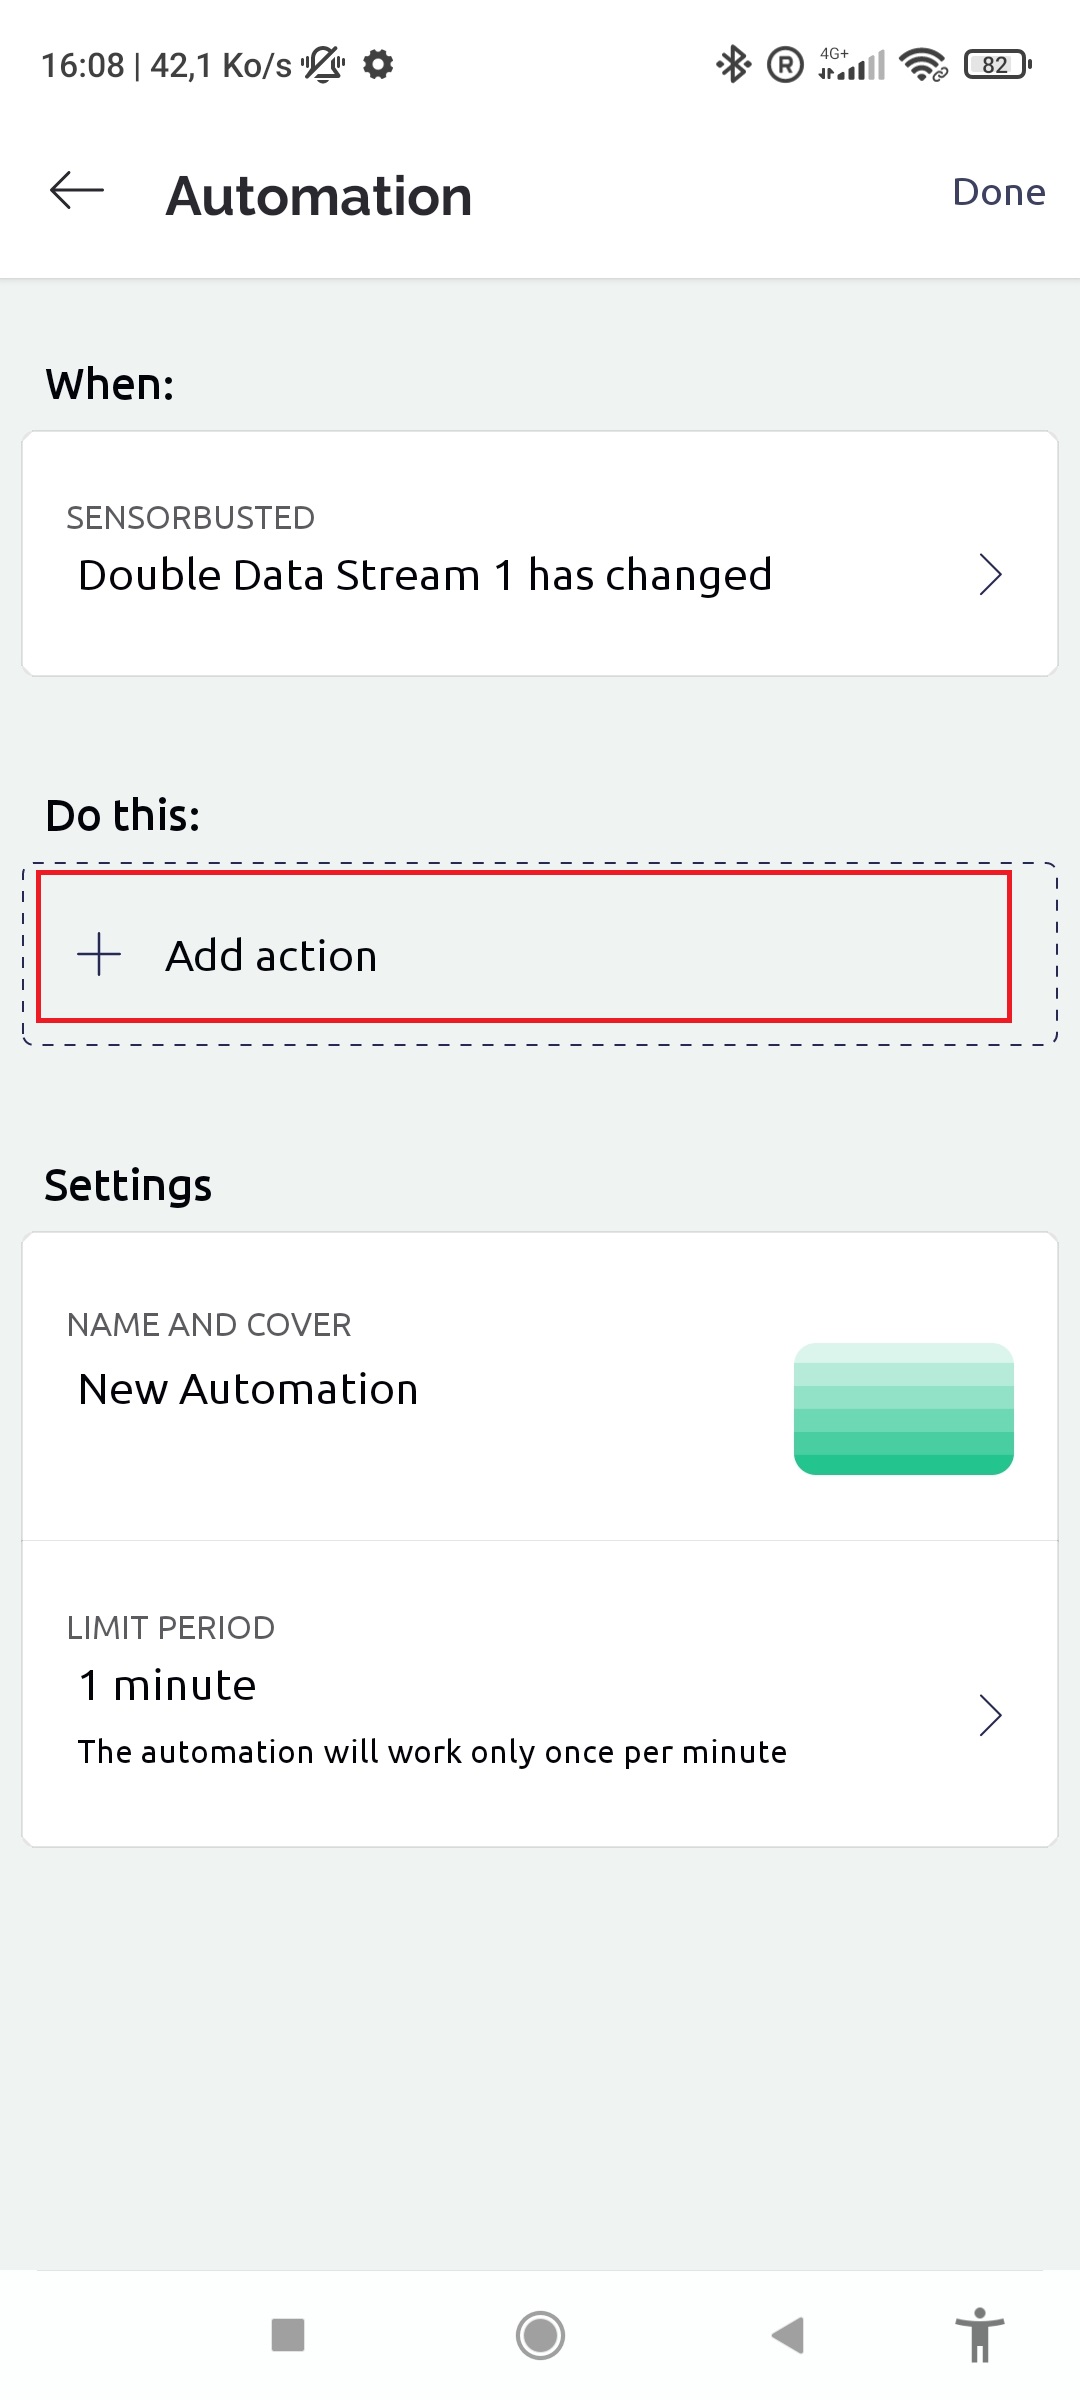 16:08 | 42,1 Ko/s
R
4G+
82
Automation
Done
When:
SENSORBUSTED
Double Data Stream 1 has changed
Do this:
Add action
Settings
NAME AND COVER
New Automation
LIMIT PERIOD
1 minute
The automation will work only once per minute